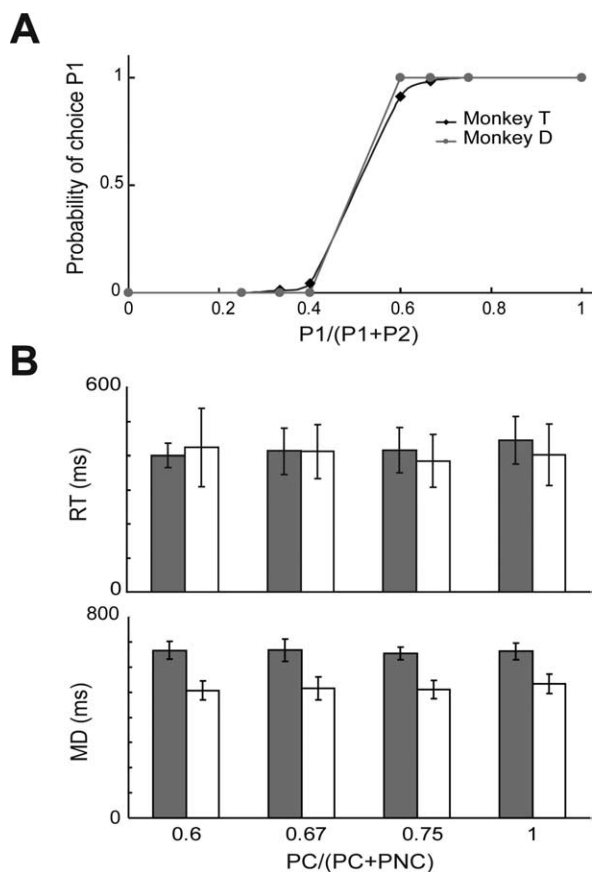 A
Probability of choice P1
1
0.5
0
Monkey T
Monkey D
0 0.2 0.4 0.6 0.8 1
P1/(P1+P2)
B
600
RT (ms)
0
800
MD (ms)
0
0.6 0.67 0.75 1
PC/(PC+PNC)